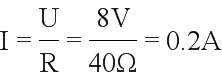 I = U/R = 8V/40Ω = 0.2A